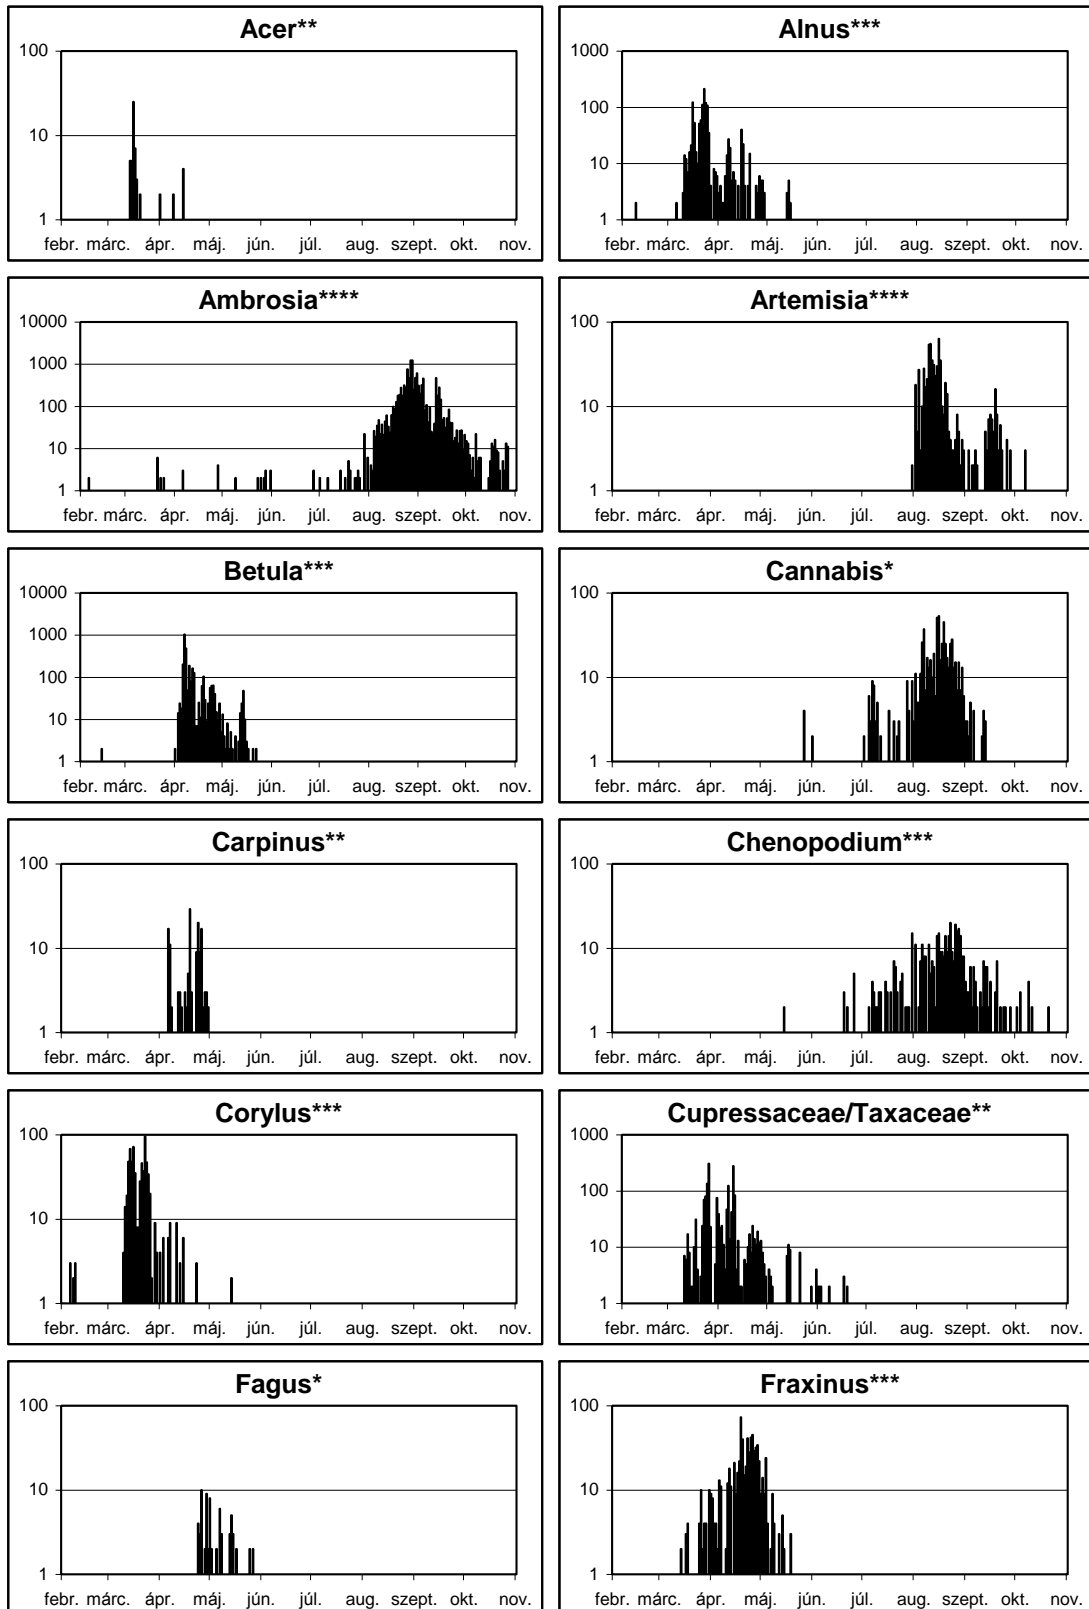 Acer**
100
10
1
febr. márc. ápr. máj. jún. júl. aug. szept. okt. nov.
Alnus***
1000
100
10
1
febr. márc. ápr. máj. jún. júl. aug. szept. okt. nov.
Ambrosia****
10000
1000
100
10
1
febr. márc. ápr. máj. jún. júl. aug. szept. okt. nov.
Artemisia****
100
10
1
febr. márc. ápr. máj. jún. júl. aug. szept. okt. nov.
Betula***
10000
1000
100
10
1
febr. márc. ápr. máj. jún. júl. aug. szept. okt. nov.
Cannabis*
100
10
1
febr. márc. ápr. máj. jún. júl. aug. szept. okt. nov.
Carpinus**
100
10
1
febr. márc. ápr. máj. jún. júl. aug. szept. okt. nov.
Chenopodium***
100
10
1
febr. márc. ápr. máj. jún. júl. aug. szept. okt. nov.
Corylus***
100
10
1
febr. márc. ápr. máj. jún. júl. aug. szept. okt. nov.
Cupressaceae/Taxaceae**
1000
100
10
1
febr. márc. ápr. máj. jún. júl. aug. szept. okt. nov.
Fagus*
100
10
1
febr. márc. ápr. máj. jún. júl. aug. szept. okt. nov.
Fraxinus***
100
10
1
febr. márc. ápr. máj. jún. júl. aug. szept. okt. nov.